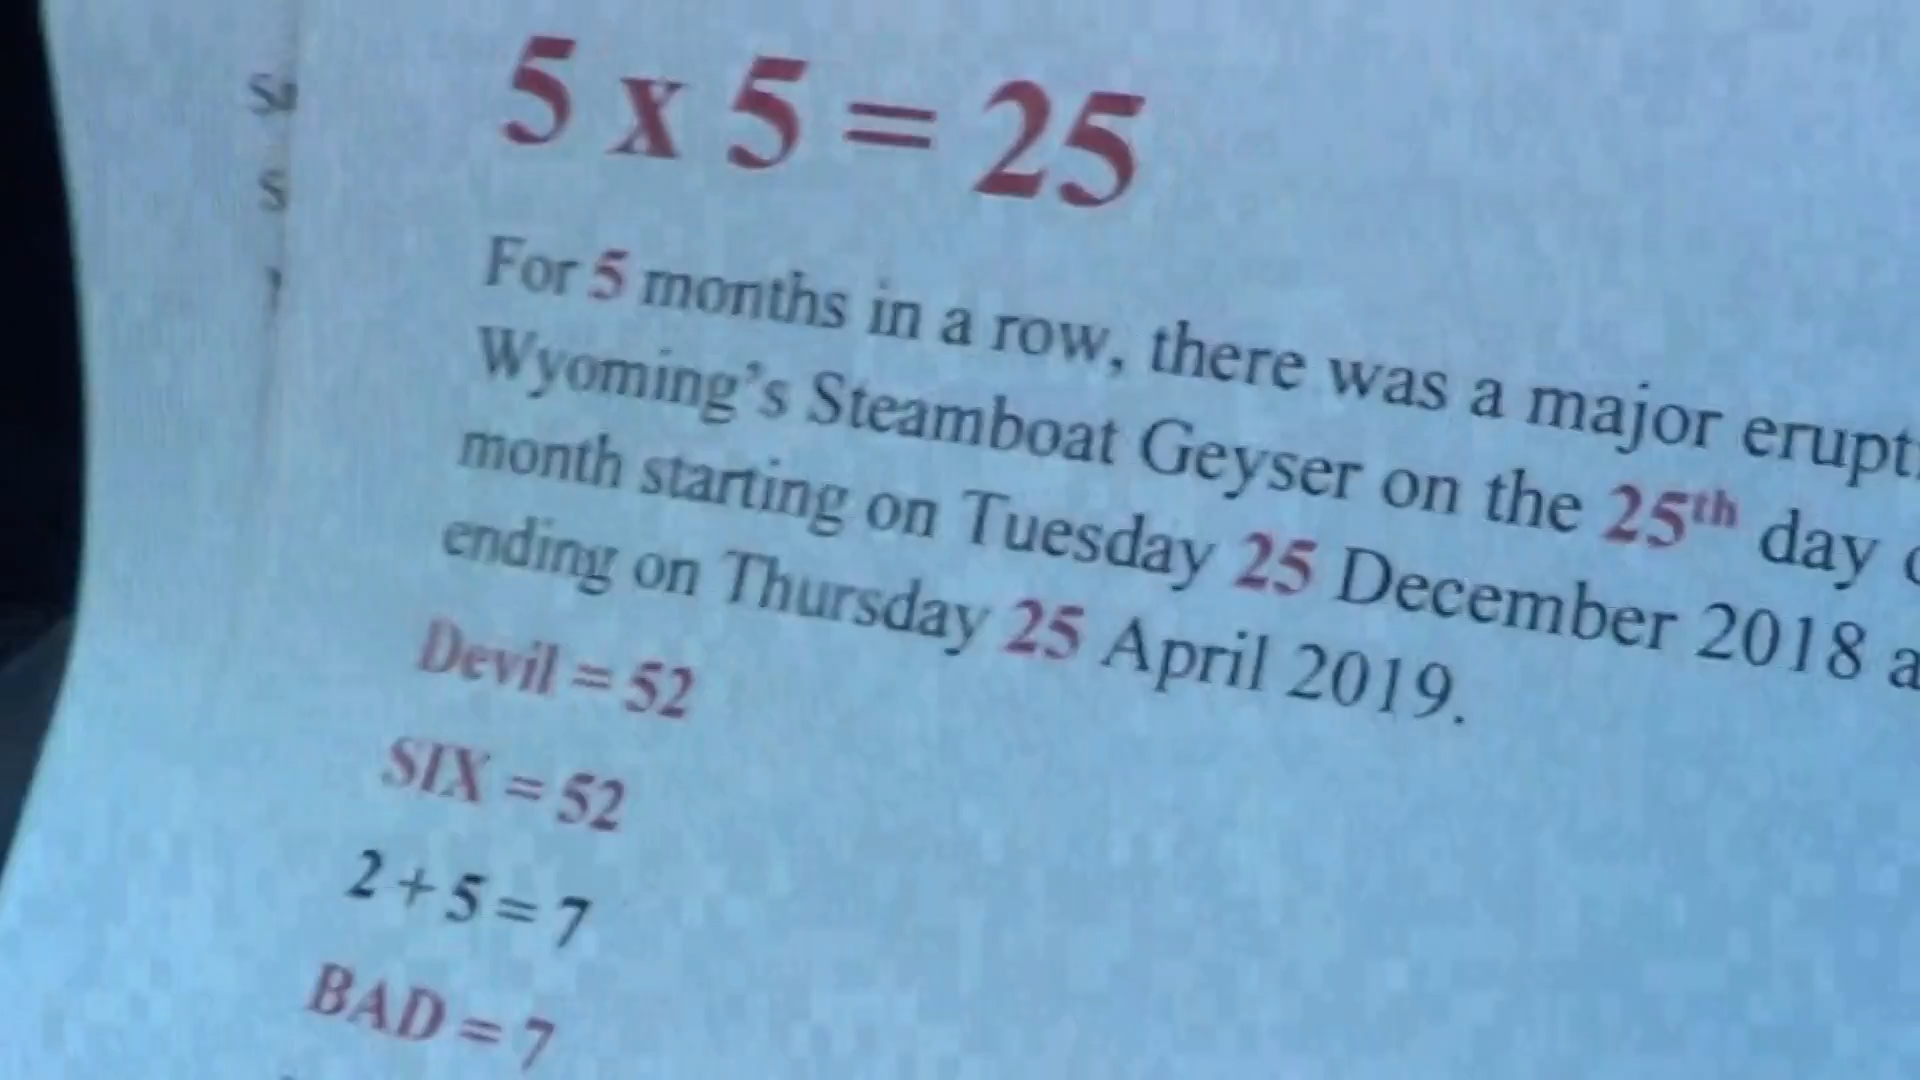 5 x 5 = 25
For 5 months in a row, there was a major
Wyoming's Steamboat Geyser on the 25th day
month starting on Tuesday 25 December 2018
ending on Thursday 25 April 2019.
Devil = 52
SIX = 52
2 + 5 = 7
BAD = 7